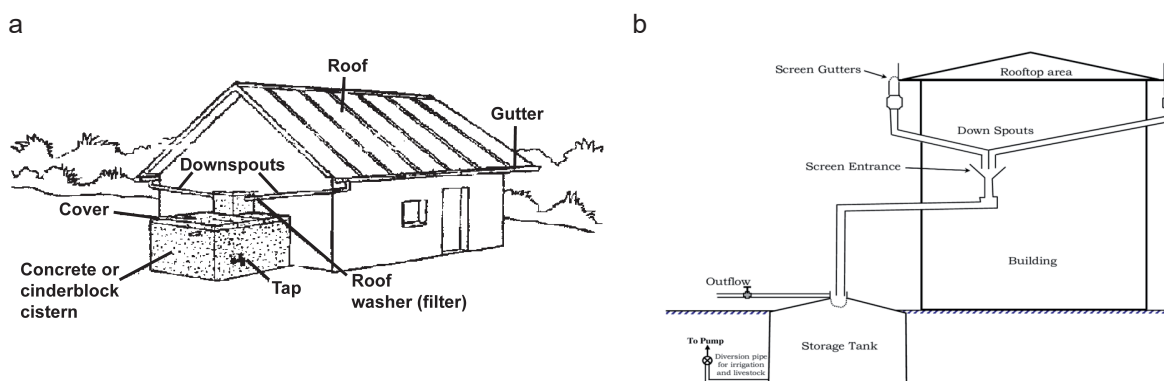 a
Roof
Gutter
Downspouts
Cover
Concrete or
cinderblock
cistern
Tap
Roof
washer (filter)
b
Screen Gutters
Rooftop area
Down Spouts
Screen Entrance
Building
Outflow
Storage Tank
To Pump
Diversion pipe
for irrigation
and livestock